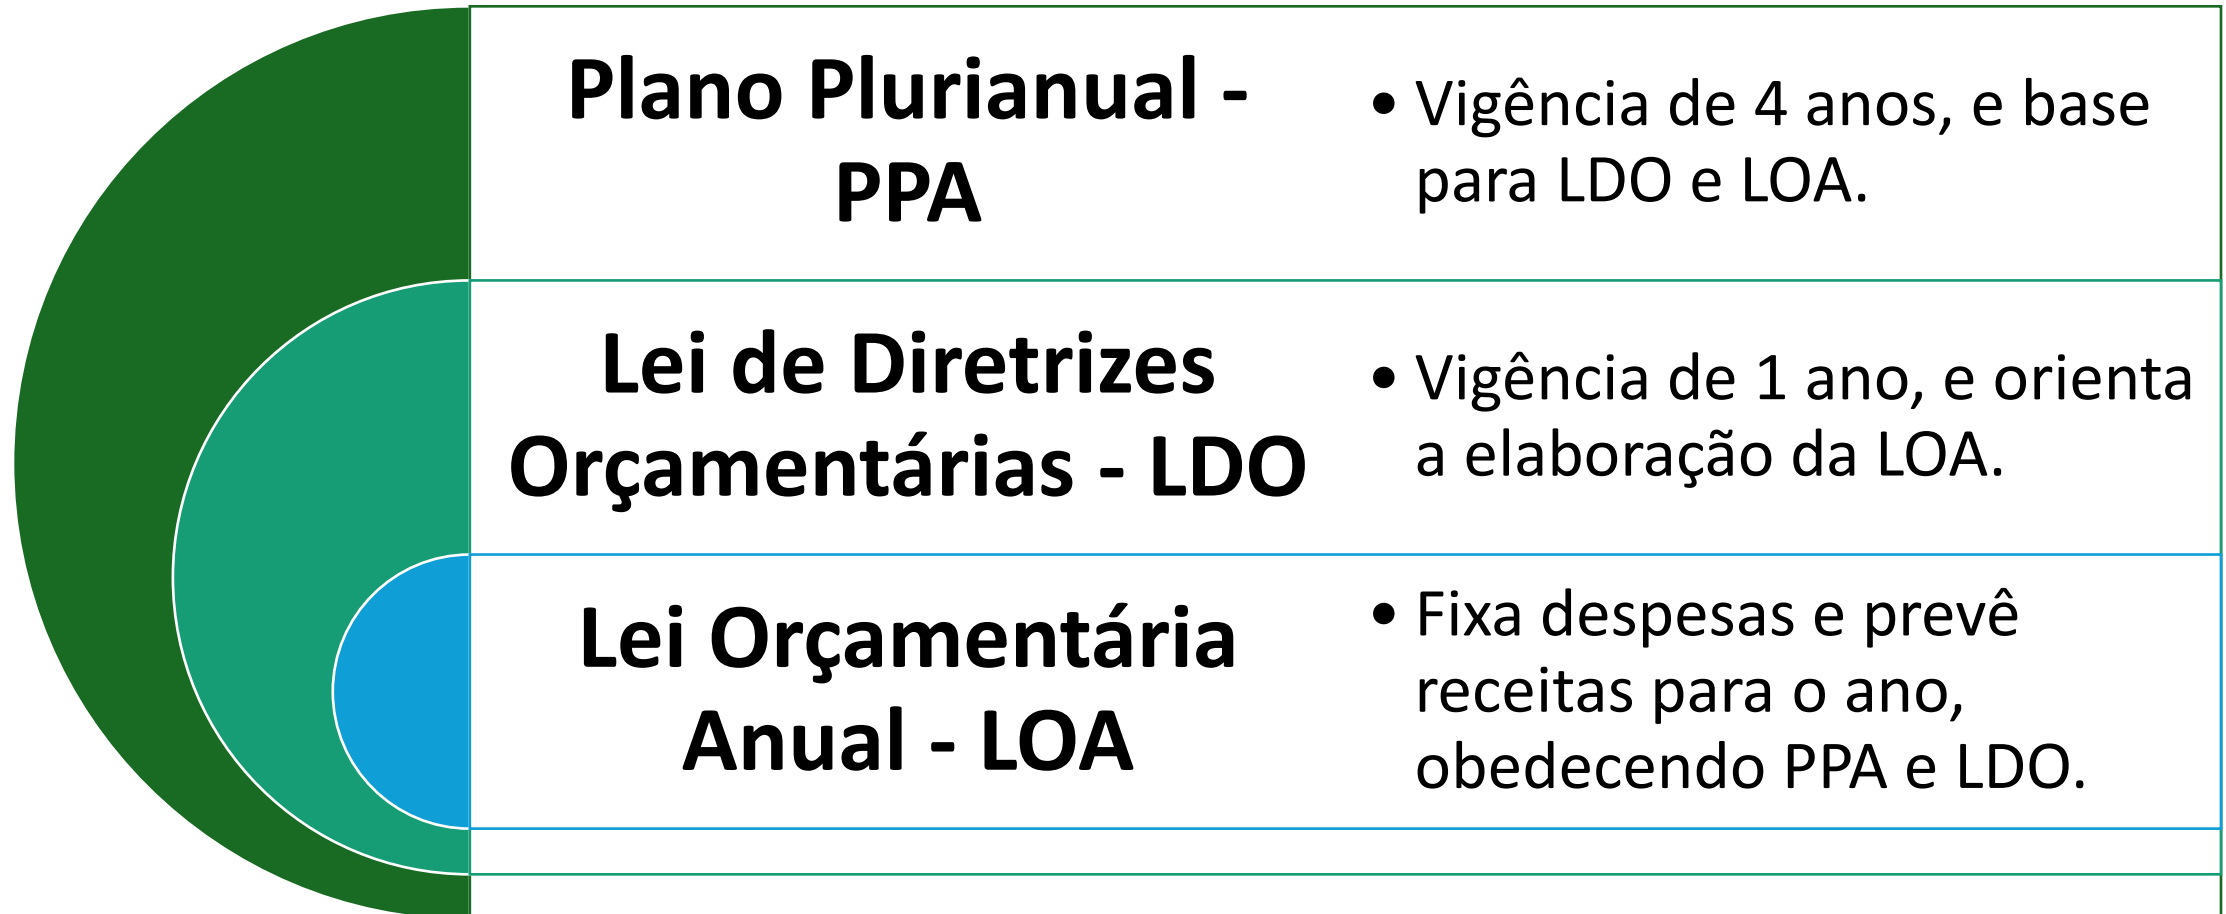 Plano Plurianual -
PPA
• Vigência de 4 anos, e base
para LDO e LOA.
Lei de Diretrizes
Orçamentárias - LDO
• Vigência de 1 ano, e orienta
a elaboração da LOA.
Lei Orçamentária
Anual - LOA
• Fixa despesas e prevê
receitas para o ano,
obedecendo PPA e LDO.